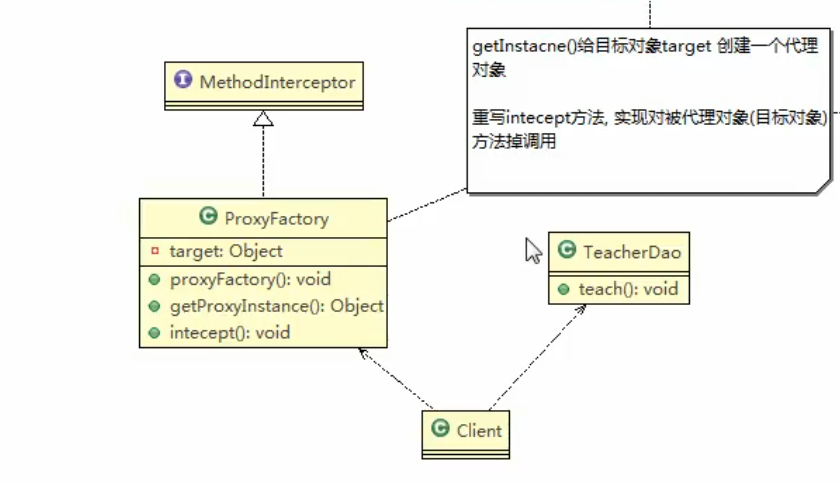 getInstacne()给目标对象target 创建一个代理
对象
重写intecept方法, 实现对被代理对象(目标对象)
方法掉调用
I MethodInterceptor
C ProxyFactory
target: Object
proxyFactory(): void
getProxyInstance(): Object
intecept(): void
C TeacherDao
teach(): void
C Client